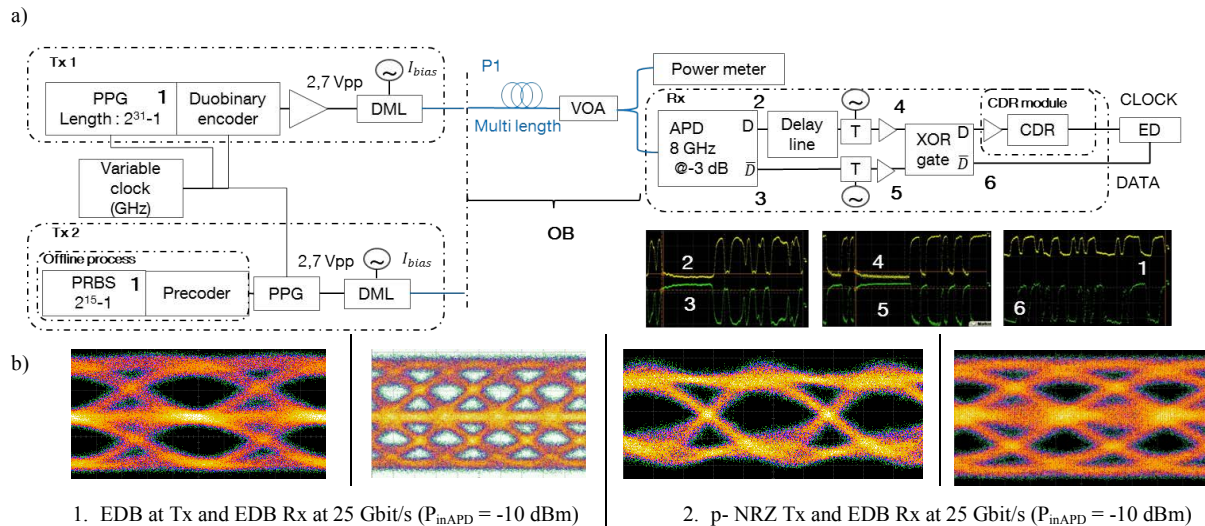 a)
Tx 1
PPG 1
Length : 2³¹-1
Duobinary
encoder
2,7 Vpp
~
I_bias
DML
Variable
clock
(GHz)
P1
Multi length
VOA
Power meter
Rx
APD
8 GHz
@-3 dB
D
D̅
2
3
Delay
line
~
T
4
T
~
5
XOR
gate
D
D̅
6
CDR module
CDR
CLOCK
ED
DATA
OB
Tx 2
Offline process
PRBS 1
2¹⁵-1
Precoder
PPG
2,7 Vpp
~
I_bias
DML
2
3
4
5
1
6
b)
1. EDB at Tx and EDB Rx at 25 Gbit/s (P_inAPD = -10 dBm)
2. p- NRZ Tx and EDB Rx at 25 Gbit/s (P_inAPD = -10 dBm)